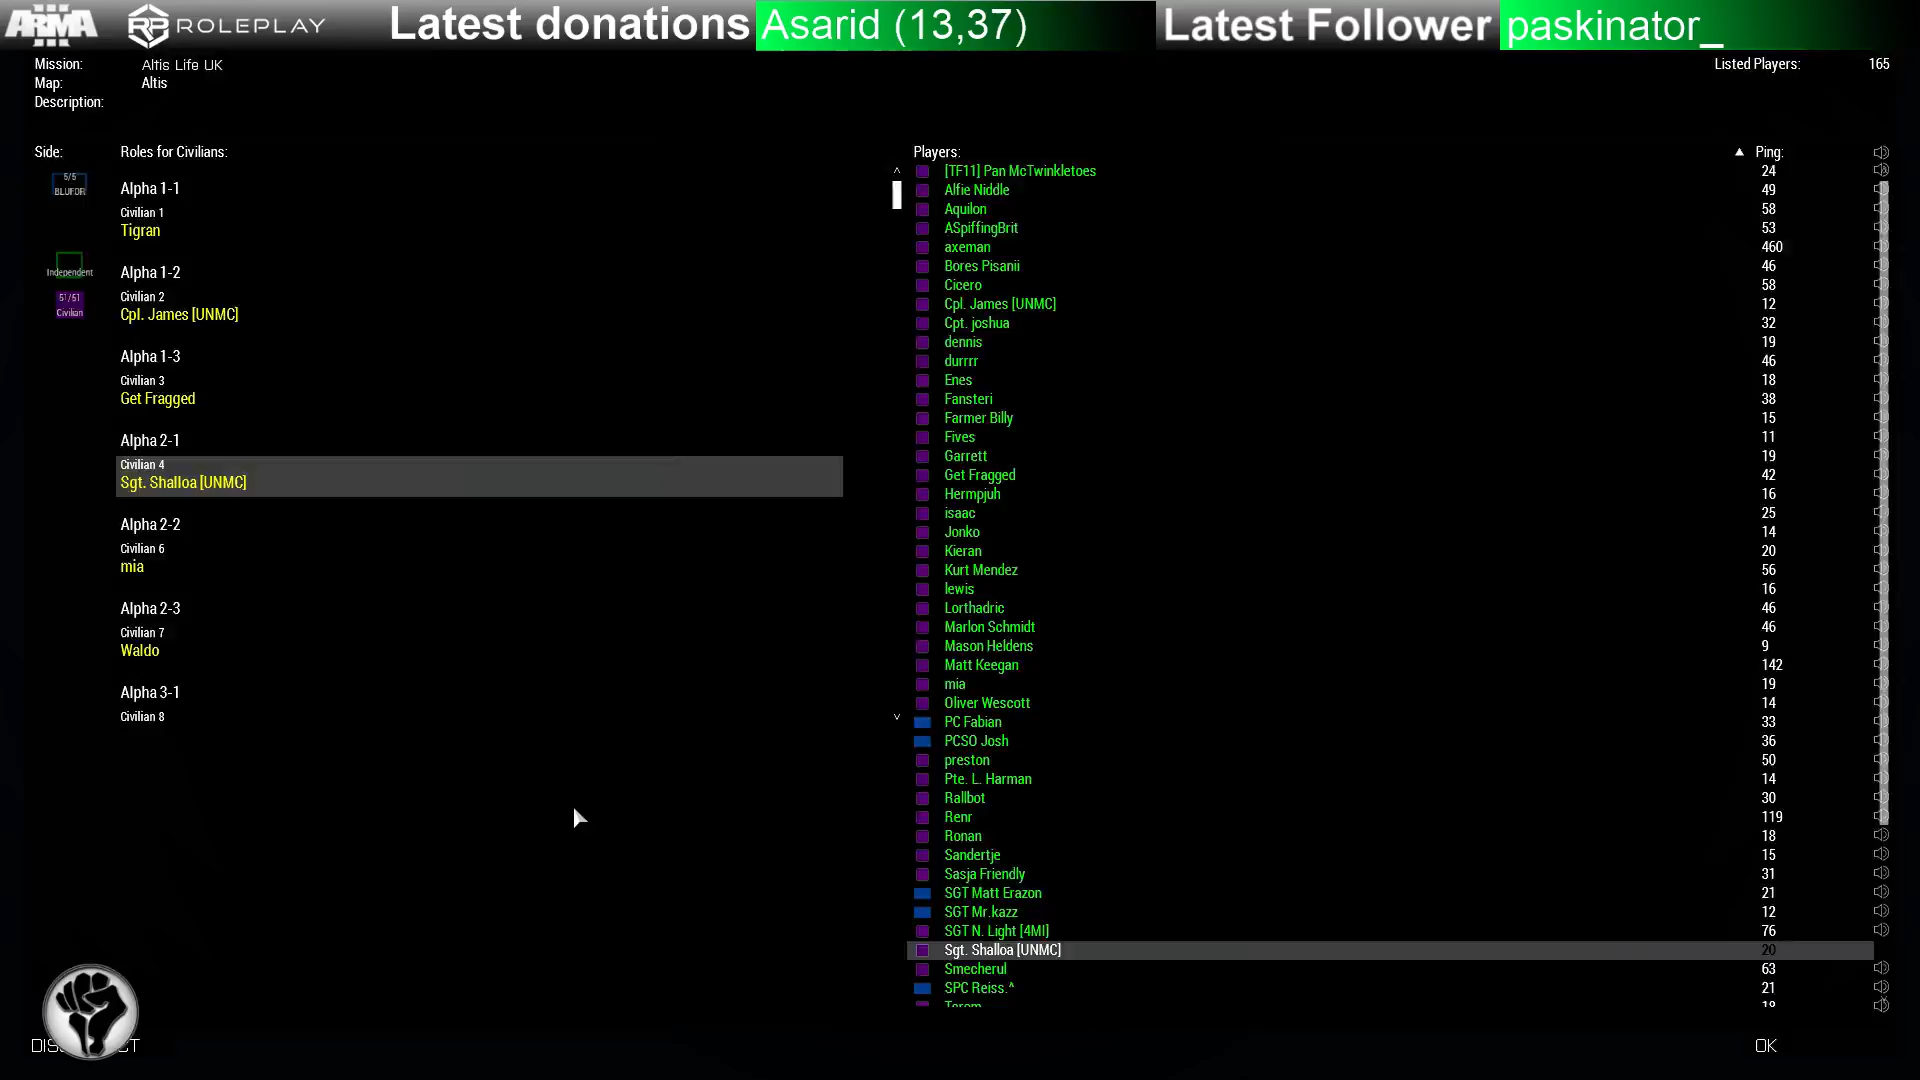 ARMA III
ROLEPLAY
Latest donations Asarid (13,37) Latest Follower paskinator_
Mission: Altis Life UK
Listed Players: 165
Map: Altis
Description:
Side:
Roles for Civilians:
5/5
BLUFOR
Independent
51/51
Civilian
Alpha 1-1
Civilian 1
Tigran
Alpha 1-2
Civilian 2
Cpl. James [UNMC]
Alpha 1-3
Civilian 3
Get Fragged
Alpha 2-1
Civilian 4
Sgt. Shalloa [UNMC]
Alpha 2-2
Civilian 6
mia
Alpha 2-3
Civilian 7
Waldo
Alpha 3-1
Civilian 8
Players: Ping:
[TF11] Pan McTwinkletoes 24
Alfie Niddle 49
Aquilon 58
ASpiffingBrit 53
axeman 460
Bores Pisanii 46
Cicero 58
Cpl. James [UNMC] 12
Cpt. joshua 32
dennis 19
durrrr 46
Enes 18
Fansteri 38
Farmer Billy 15
Fives 11
Garrett 19
Get Fragged 42
Hermpjuh 16
isaac 25
Jonko 14
Kieran 20
Kurt Mendez 56
lewis 16
Lorthadric 46
Marlon Schmidt 46
Mason Heldens 9
Matt Keegan 142
mia 19
Oliver Wescott 14
PC Fabian 33
PCSO Josh 36
preston 50
Pte. L. Harman 14
Rallbot 30
Renr 119
Ronan 18
Sandertje 15
Sasja Friendly 31
SGT Matt Erazon 21
SGT Mr.kazz 12
SGT N. Light [4MI] 76
Sgt. Shalloa [UNMC] 20
Smecherul 63
SPC Reiss.^ 21
OK